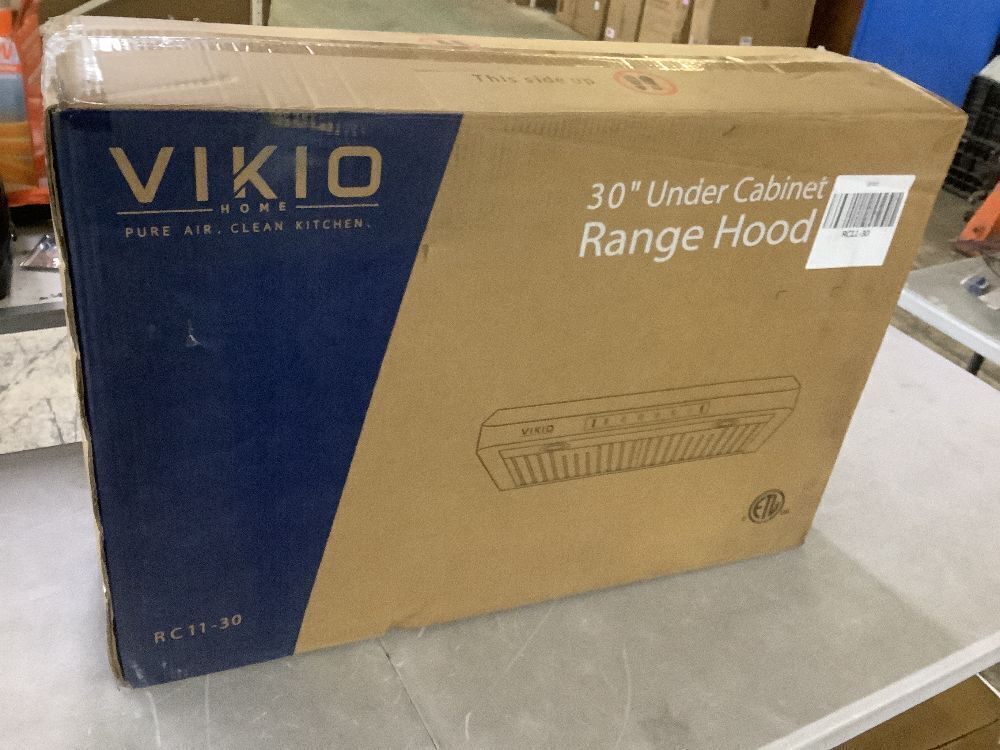 This side up
VIKIO
HOME
PURE AIR. CLEAN KITCHEN.
30" Under Cabinet
Range Hood
RC11-30
VIKIO
ETL
RC11-30